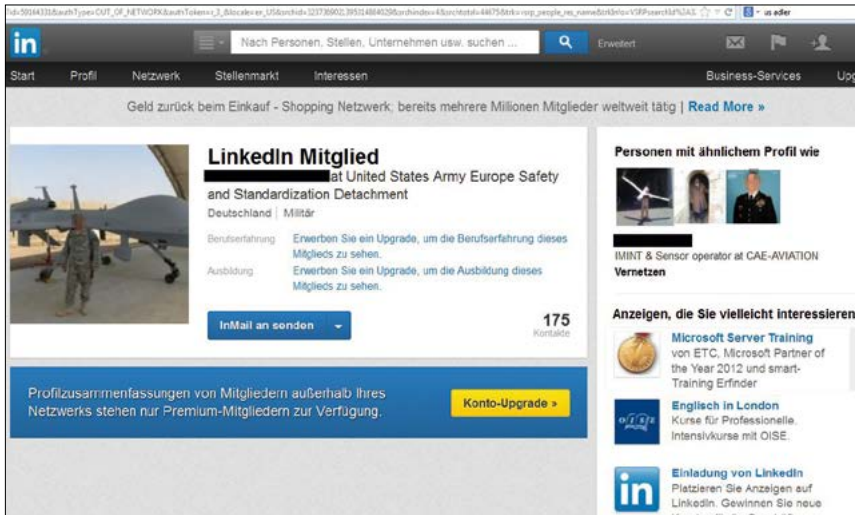 Nach Personen, Stellen, Unternehmen usw. suchen ...
Erweitert
Start Profil Netzwerk Stellenmarkt Interessen Business-Services Upg
Geld zurück beim Einkauf - Shopping Netzwerk; bereits mehrere Millionen Mitglieder weltweit tätig | Read More »
LinkedIn Mitglied
at United States Army Europe Safety
and Standardization Detachment
Deutschland | Militär
Berufserfahrung Erwerben Sie ein Upgrade, um die Berufserfahrung dieses
Mitglieds zu sehen.
Ausbildung Erwerben Sie ein Upgrade, um die Ausbildung dieses
Mitglieds zu sehen.
InMail an senden
175
Kontakte
Profilzusammenfassungen von Mitgliedern außerhalb Ihres
Netzwerks stehen nur Premium-Mitgliedern zur Verfügung.
Konto-Upgrade »
Personen mit ähnlichem Profil wie
IMINT & Sensor operator at CAE-AVIATION
Vernetzen
Anzeigen, die Sie vielleicht interessieren
Microsoft Server Training
von ETC, Microsoft Partner of
the Year 2012 und smart-
Training Erfinder
OISE
Englisch in London
Kurse für Professionelle.
Intensivkurse mit OISE.
in
Einladung von LinkedIn
Platzieren Sie Anzeigen auf
LinkedIn. Gewinnen Sie neue